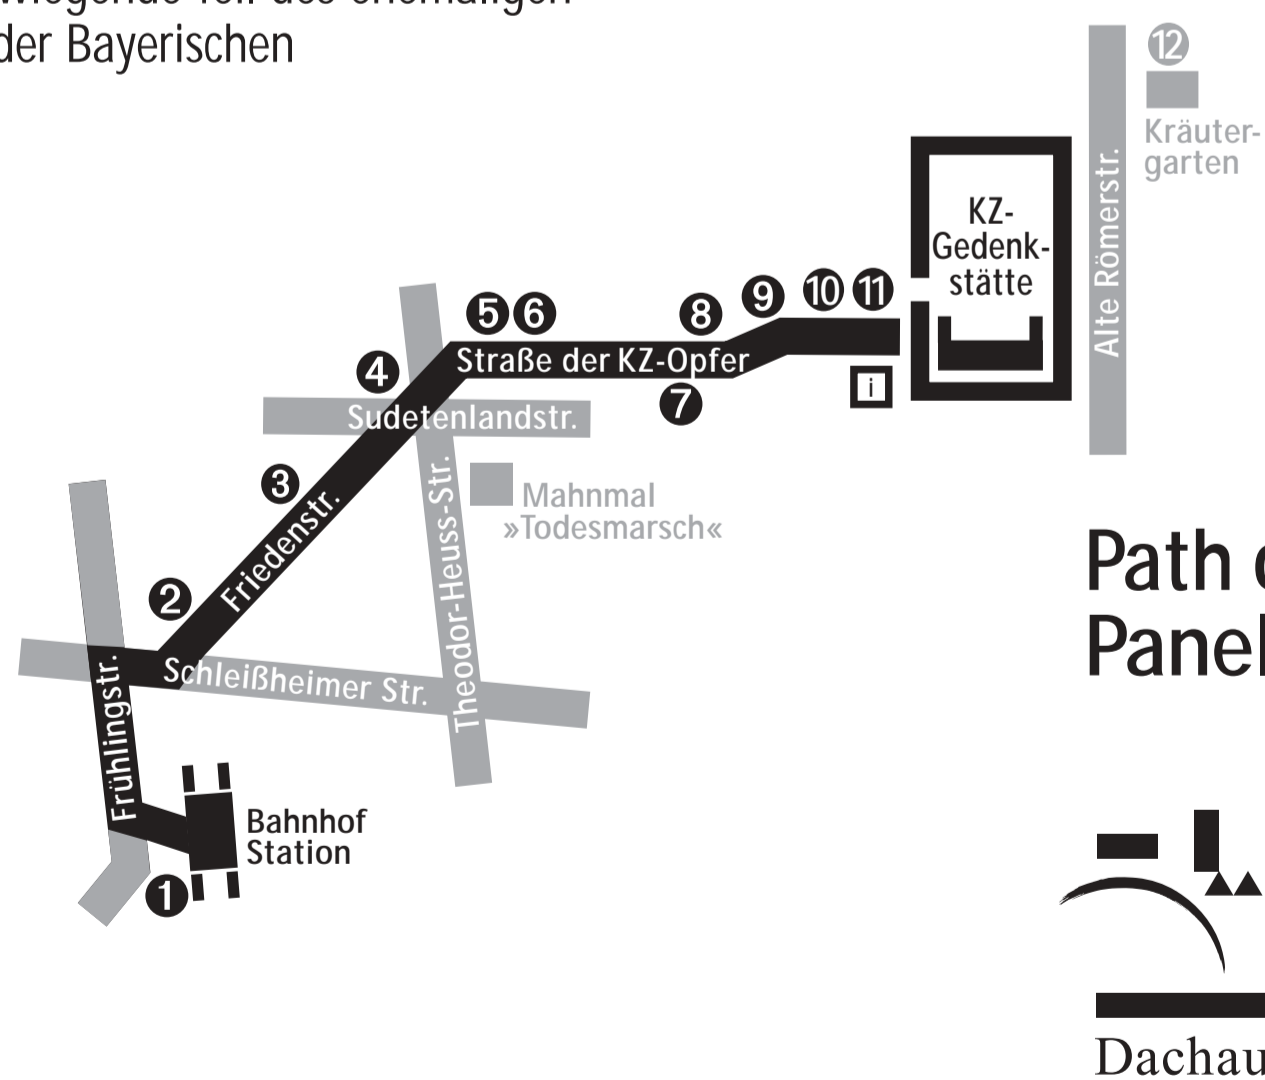 der Bayerischen
12
Kräuter-
garten
Alte Römerstr.
KZ-
Gedenk-
stätte
5 6
8
9
10 11
4
Straße der KZ-Opfer
7
i
Sudetenlandstr.
3
Friedenstr.
Theodor-Heuss-Str.
Mahnmal
»Todesmarsch«
2
Schleißheimer Str.
Frühlingstr.
Bahnhof
Station
1
Path
Panel
Dachau